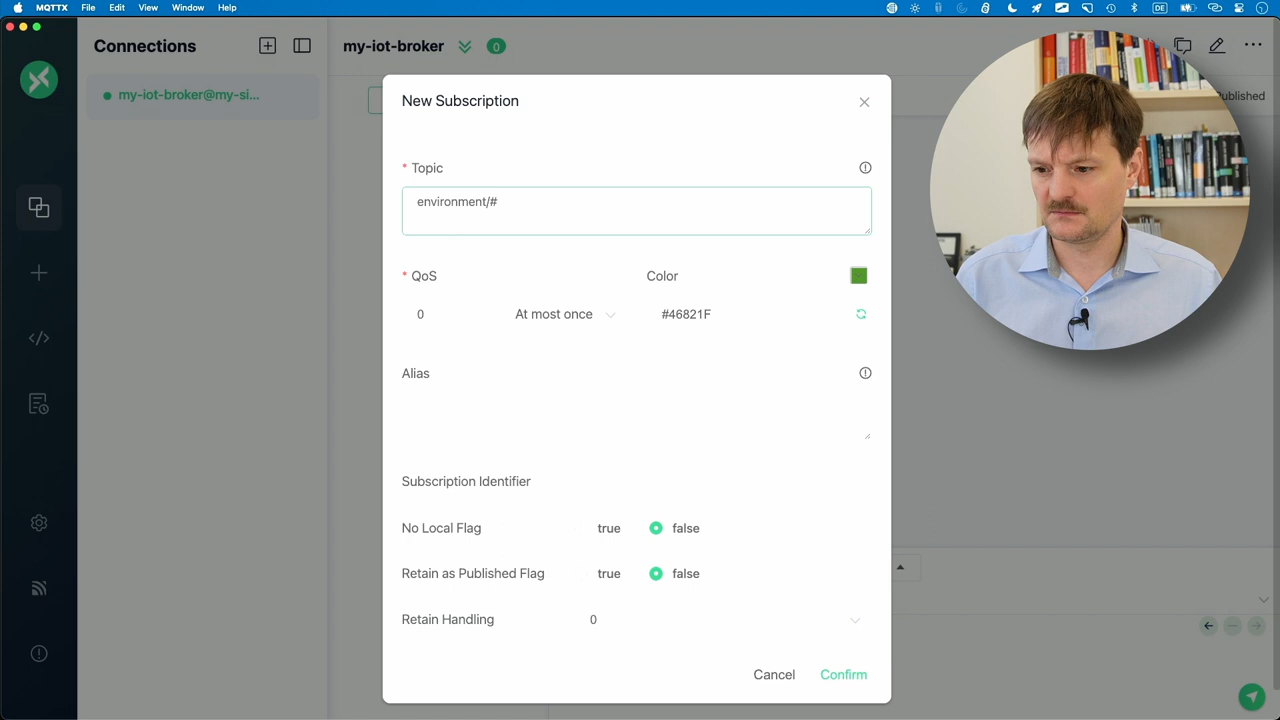 MQTTX File Edit View Window Help DE
Connections
my-iot-broker 0
my-iot-broker@my-si...
New Subscription
ublished
* Topic
environment/#
* QoS
Color
0
At most once
#46821F
Alias
Subscription Identifier
No Local Flag true false
Retain as Published Flag true false
Retain Handling 0
Cancel Confirm